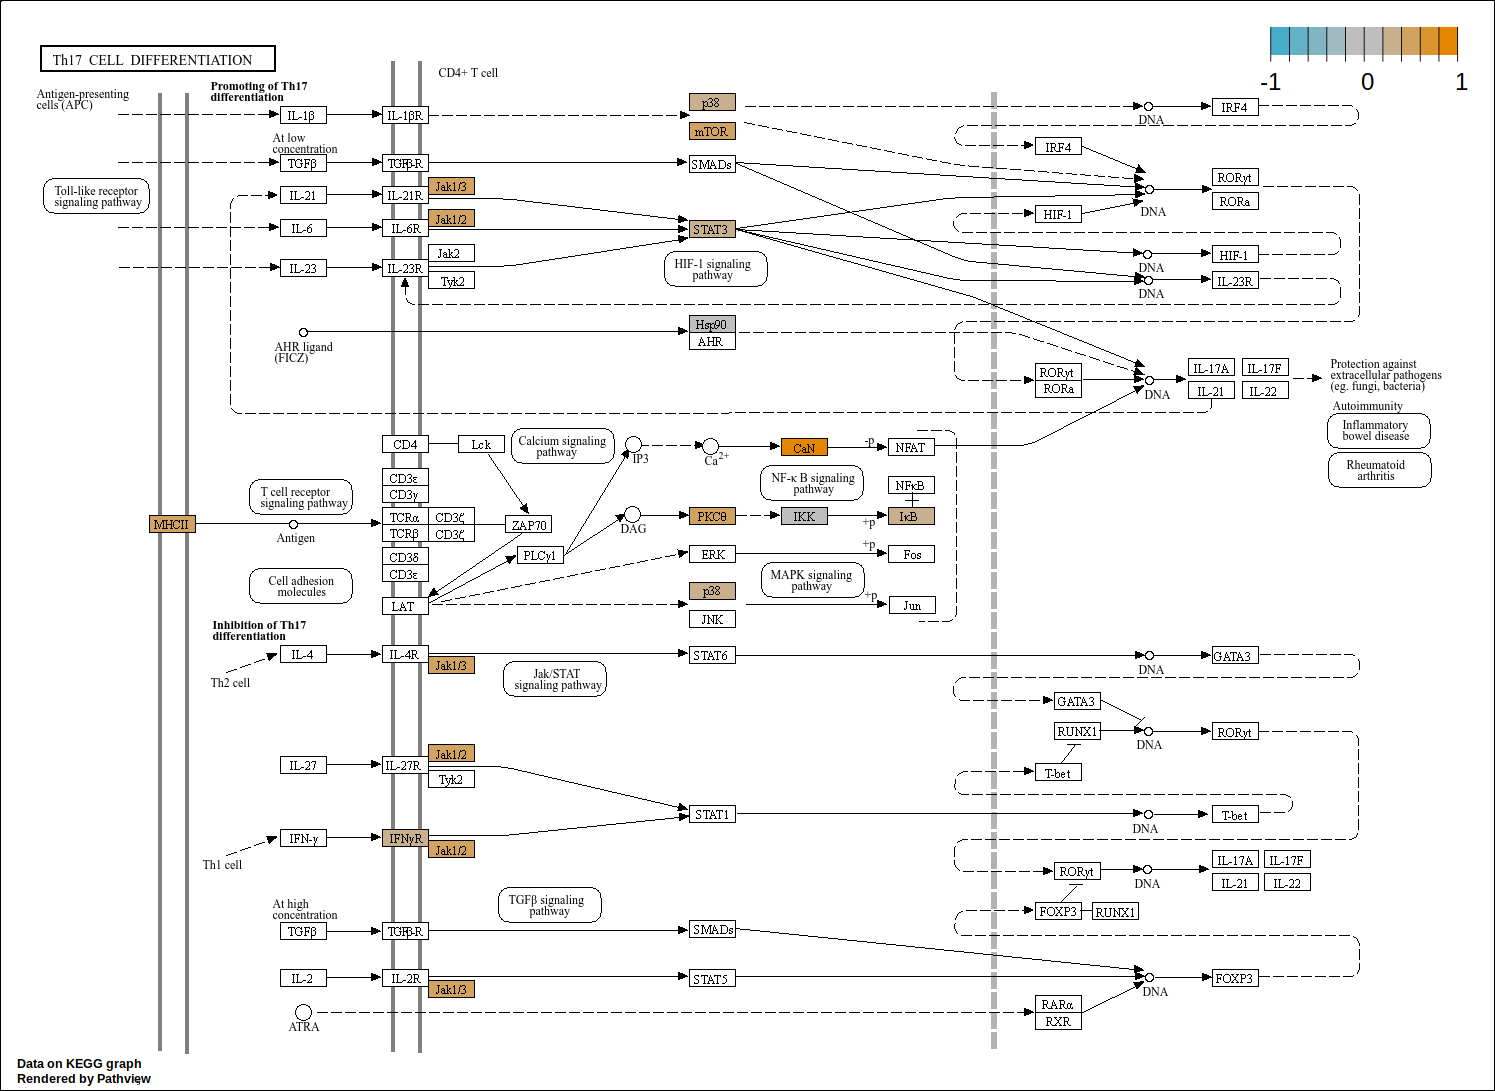 Th17 CELL DIFFERENTIATION
-1
0
1
CD4+ T cell
Antigen-presenting
cells (APC)
Promoting of Th17
differentiation
IL-1β
IL-1βR
p38
mTOR
DNA
IRF4
IRF4
At low
concentration
TGFβ
TGFβ-R
SMADs
Toll-like receptor
signaling pathway
IL-21
IL-21R
Jak1/3
RORγt
RORa
DNA
HIF-1
IL-6
IL-6R
Jak1/2
STAT3
IL-23
IL-23R
Jak2
Tyk2
HIF-1 signaling
pathway
DNA
HIF-1
DNA
IL-23R
AHR ligand
(FICZ)
Hsp90
AHR
RORγt
RORa
DNA
IL-17A
IL-17F
IL-21
IL-22
Protection against
extracellular pathogens
(eg. fungi, bacteria)
Autoimmunity
Inflammatory
bowel disease
Rheumatoid
arthritis
CD4
Lck
Calcium signaling
pathway
IP3
Ca2+
CaN
-p
NFAT
CD3ε
CD3γ
T cell receptor
signaling pathway
NF-κ B signaling
pathway
NFκB
MHCII
Antigen
TCRα
CD3ζ
TCRβ
CD3ζ
ZAP70
DAG
PKCθ
IKK
+p
IκB
PLCγ1
CD3δ
CD3ε
ERK
+p
Fos
Cell adhesion
molecules
LAT
p38
JNK
MAPK signaling
pathway
+p
Jun
Inhibition of Th17
differentiation
IL-4
IL-4R
Jak1/3
Th2 cell
Jak/STAT
signaling pathway
STAT6
DNA
GATA3
GATA3
RUNX1
DNA
RORγt
T-bet
IL-27
IL-27R
Jak1/2
Tyk2
STAT1
DNA
T-bet
IFN-γ
IFNγR
Jak1/2
Th1 cell
RORγt
DNA
IL-17A
IL-17F
IL-21
IL-22
FOXP3
RUNX1
TGFβ signaling
pathway
At high
concentration
TGFβ
TGFβ-R
SMADs
IL-2
IL-2R
Jak1/3
STAT5
DNA
FOXP3
ATRA
RARα
RXR
Data on KEGG graph
Rendered by Pathview